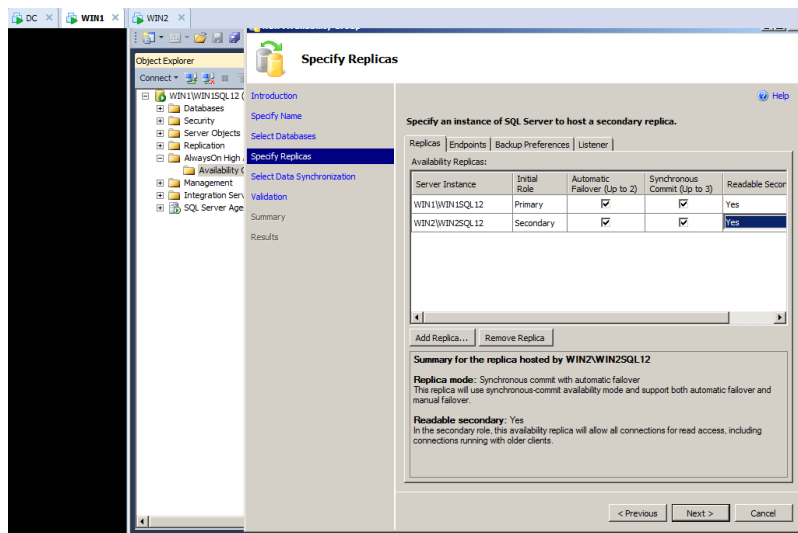 DC × WIN1 × WIN2 ×
Object Explorer
Connect
WIN1\WIN1SQL12 (
Databases
Security
Server Objects
Replication
AlwaysOn High
Availability
Management
Integration Serv
SQL Server Age
Specify Replicas
Introduction
Specify Name
Select Databases
Specify Replicas
Select Data Synchronization
Validation
Summary
Results
Help
Specify an instance of SQL Server to host a secondary replica.
Replicas Endpoints Backup Preferences Listener
Availability Replicas:
Server Instance Initial Role Automatic Failover (Up to 2) Synchronous Commit (Up to 3) Readable Secon
WIN1\WIN1SQL12 Primary Yes
WIN2\WIN2SQL12 Secondary Yes
Add Replica... Remove Replica
Summary for the replica hosted by WIN2\WIN2SQL12
Replica mode: Synchronous commit with automatic failover
This replica will use synchronous-commit availability mode and support both automatic failover and
manual failover.
Readable secondary: Yes
In the secondary role, this availability replica will allow all connections for read access, including
connections running with older clients.
< Previous Next > Cancel